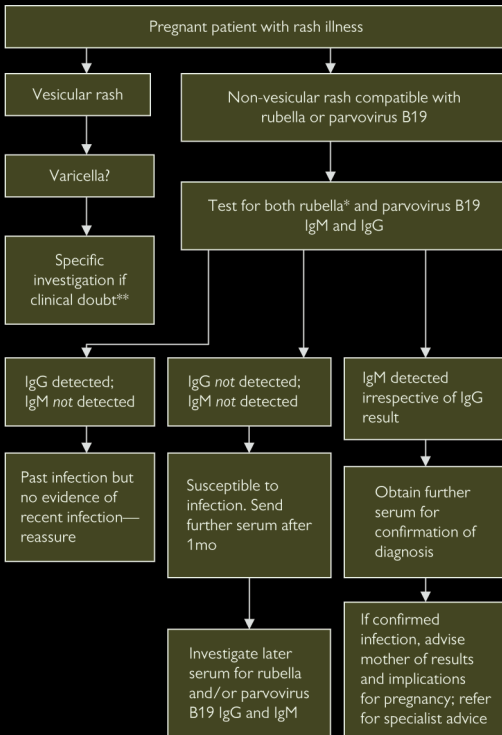 Pregnant patient with rash illness
Vesicular rash
Non-vesicular rash compatible with
rubella or parvovirus B19
Varicella?
Test for both rubella* and parvovirus B19
IgM and IgG
Specific
investigation if
clinical doubt**
IgG detected;
IgM not detected
IgG not detected;
IgM not detected
IgM detected
irrespective of IgG
result
Past infection but
no evidence of
recent infection—
reassure
Susceptible to
infection. Send
further serum after
1mo
Obtain further
serum for
confirmation of
diagnosis
Investigate later
serum for rubella
and/or parvovirus
B19 IgG and IgM
If confirmed
infection, advise
mother of results
and implications
for pregnancy; refer
for specialist advice